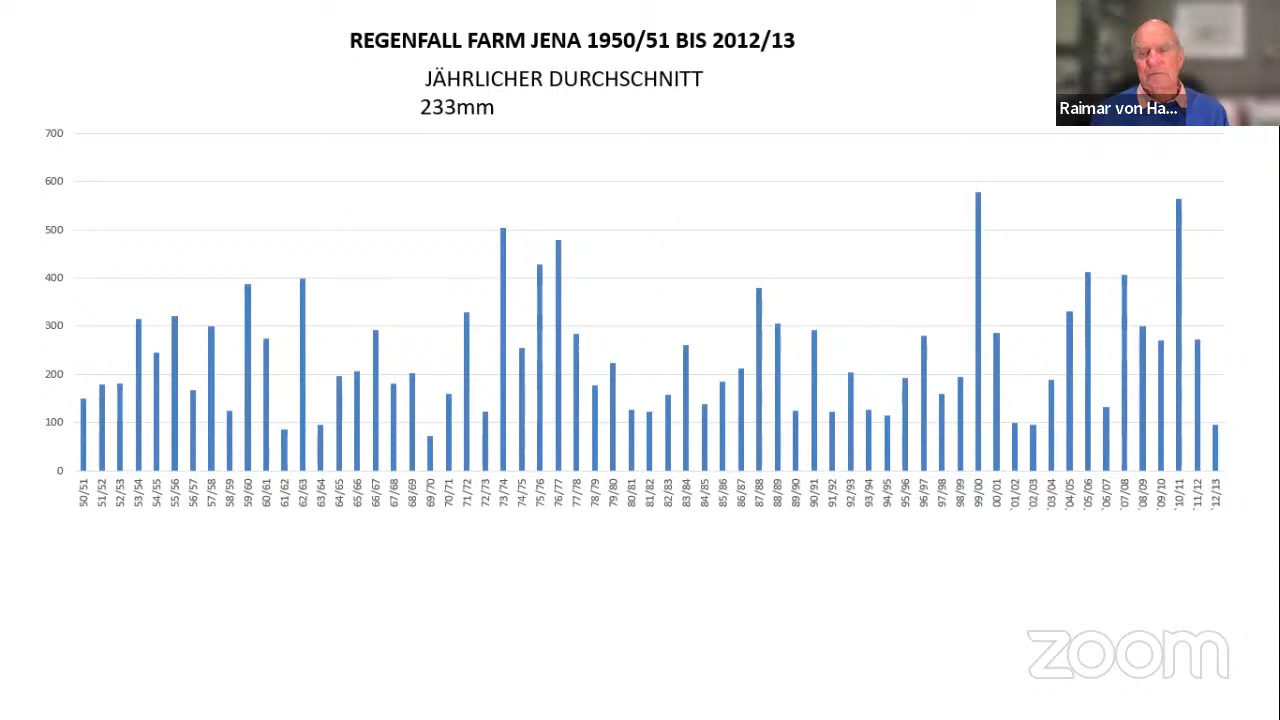 REGENFALL FARM JENA 1950/51 BIS 2012/13
JÄHRLICHER DURCHSCHNITT
233mm
Raimar von Ha...
700
600
500
400
300
200
100
0
50/51 51/52 52/53 53/54 54/55 55/56 56/57 57/58 58/59 59/60 60/61 61/62 62/63 63/64 64/65 65/66 66/67 67/68 68/69 69/70 70/71 71/72 72/73 73/74 74/75 75/76 76/77 77/78 78/79 79/80 80/81 81/82 82/83 83/84 84/85 85/86 86/87 87/88 88/89 89/90 90/91 91/92 92/93 93/94 94/95 95/96 96/97 97/98 98/99 99/00 00/01 `01/02 `02/03 `03/04 `04/05 `05/06 `06/07 `07/08 `08/09 `09/10 `10/11 `11/12 `12/13
zoom